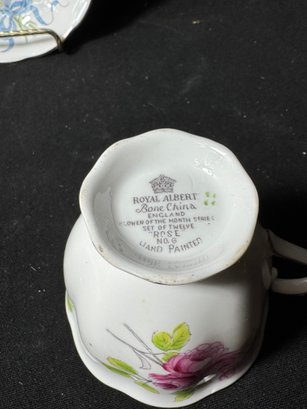 ROYAL ALBERT
Bone China
ENGLAND
FLOWER OF THE MONTH SERIES
SET OF TWELVE
"ROSE"
No 6
HAND PAINTED